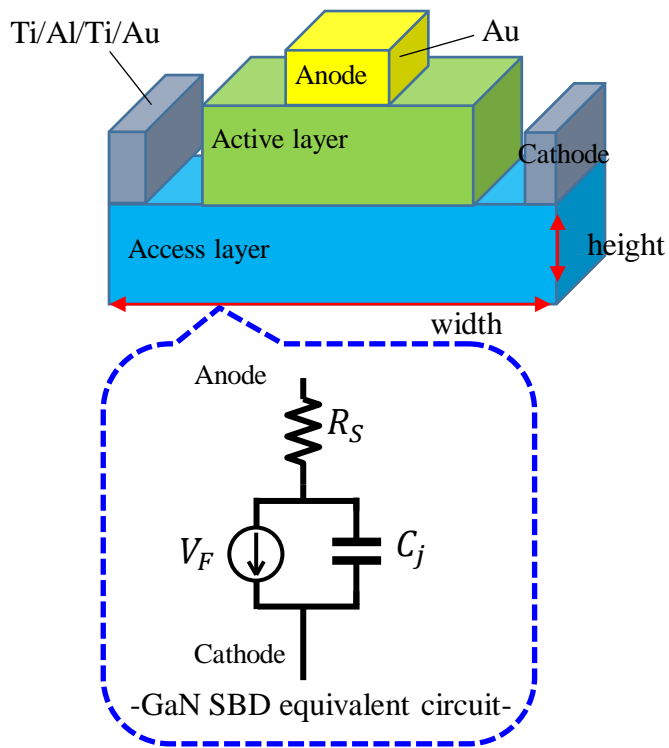 Ti/Al/Ti/Au
Au
Anode
Active layer
Cathode
Access layer
height
width
Anode
R_S
V_F
C_j
Cathode
-GaN SBD equivalent circuit-